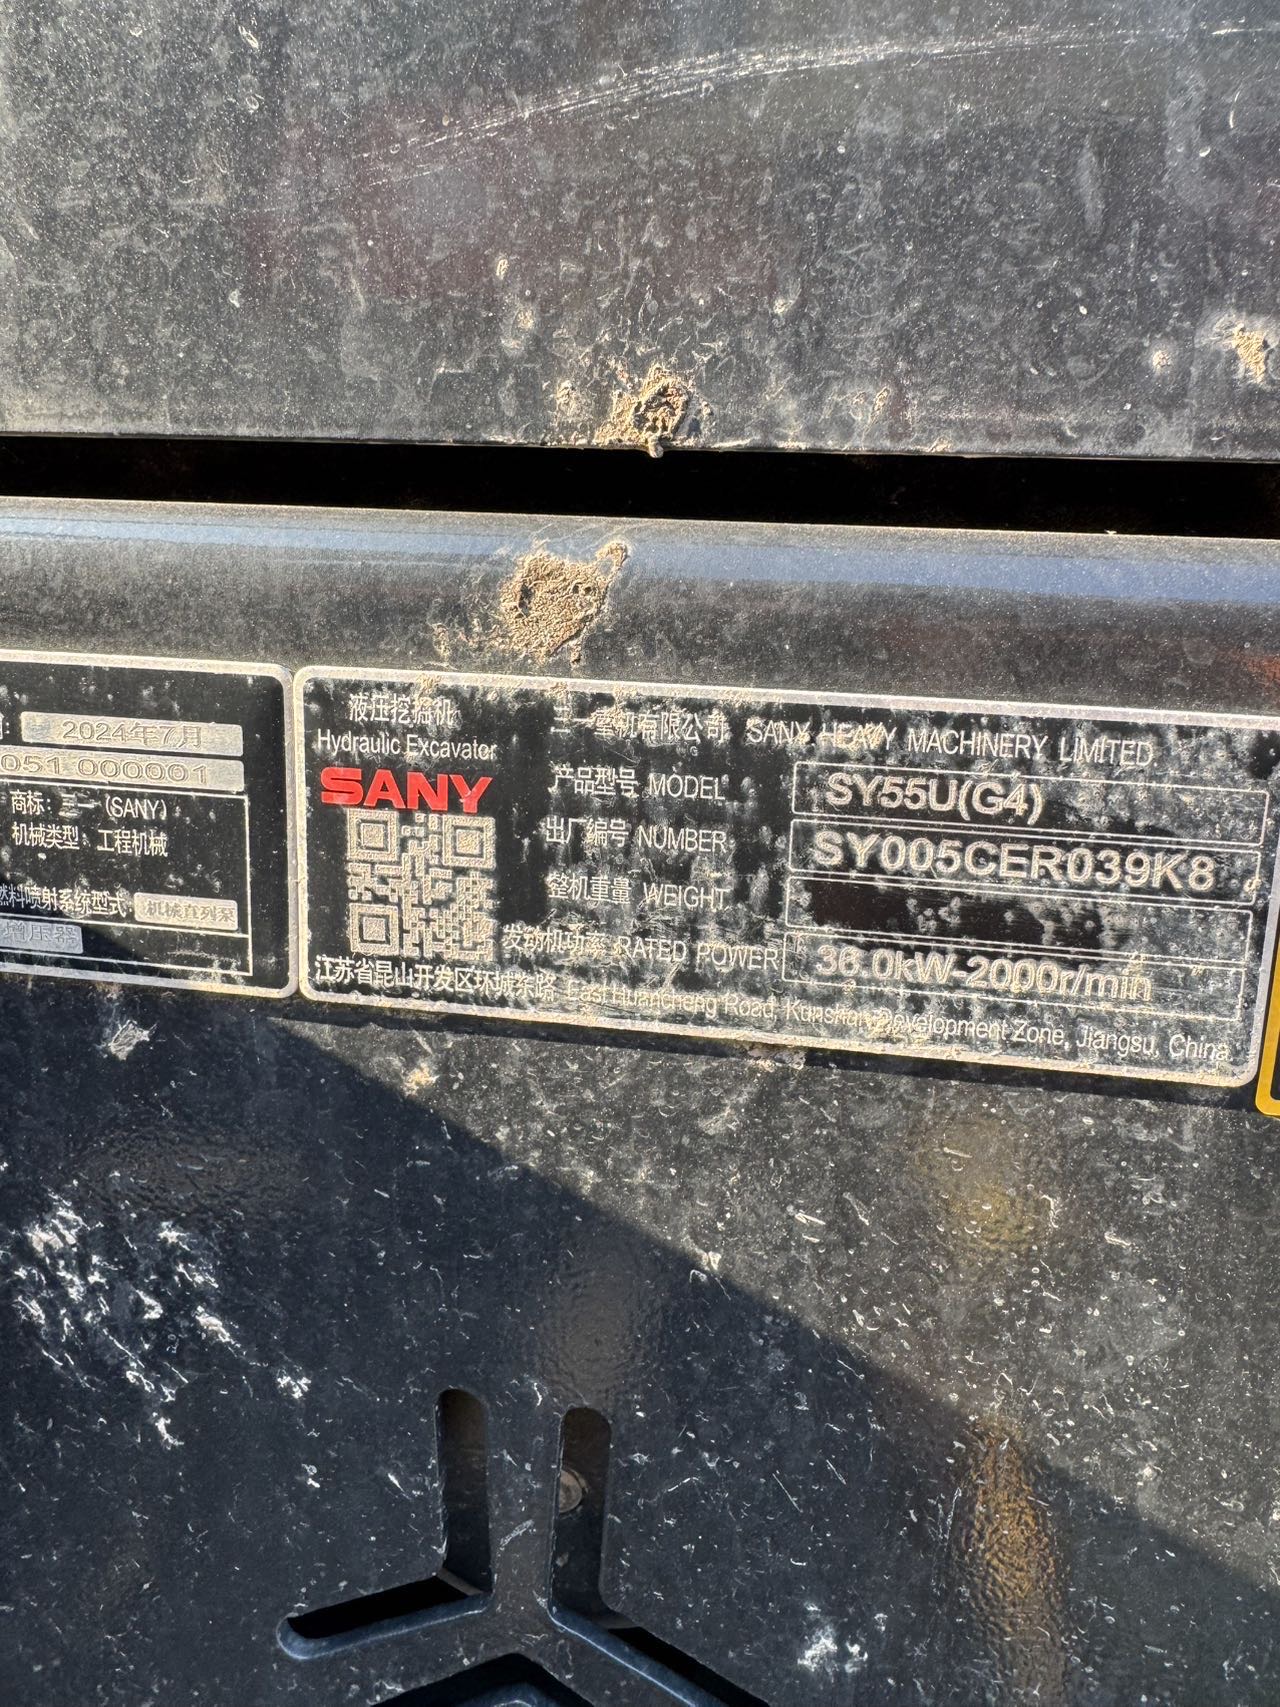 2024年7月
051 000001
商标：三一（SANY）
机械类型：工程机械
燃料喷射系统型式： 机械直列泵
增压器
液压挖掘机
Hydraulic Excavator
SANY
三一重机有限公司 SANY HEAVY MACHINERY LIMITED
产品型号 MODEL SY55U(G4)
出厂编号 NUMBER SY005CER039K8
整机重量 WEIGHT
发动机功率 RATED POWER 36.0kW-2000r/min
江苏省昆山开发区环城东路 East Huancheng Road, Kunshan Development Zone, Jiangsu, China